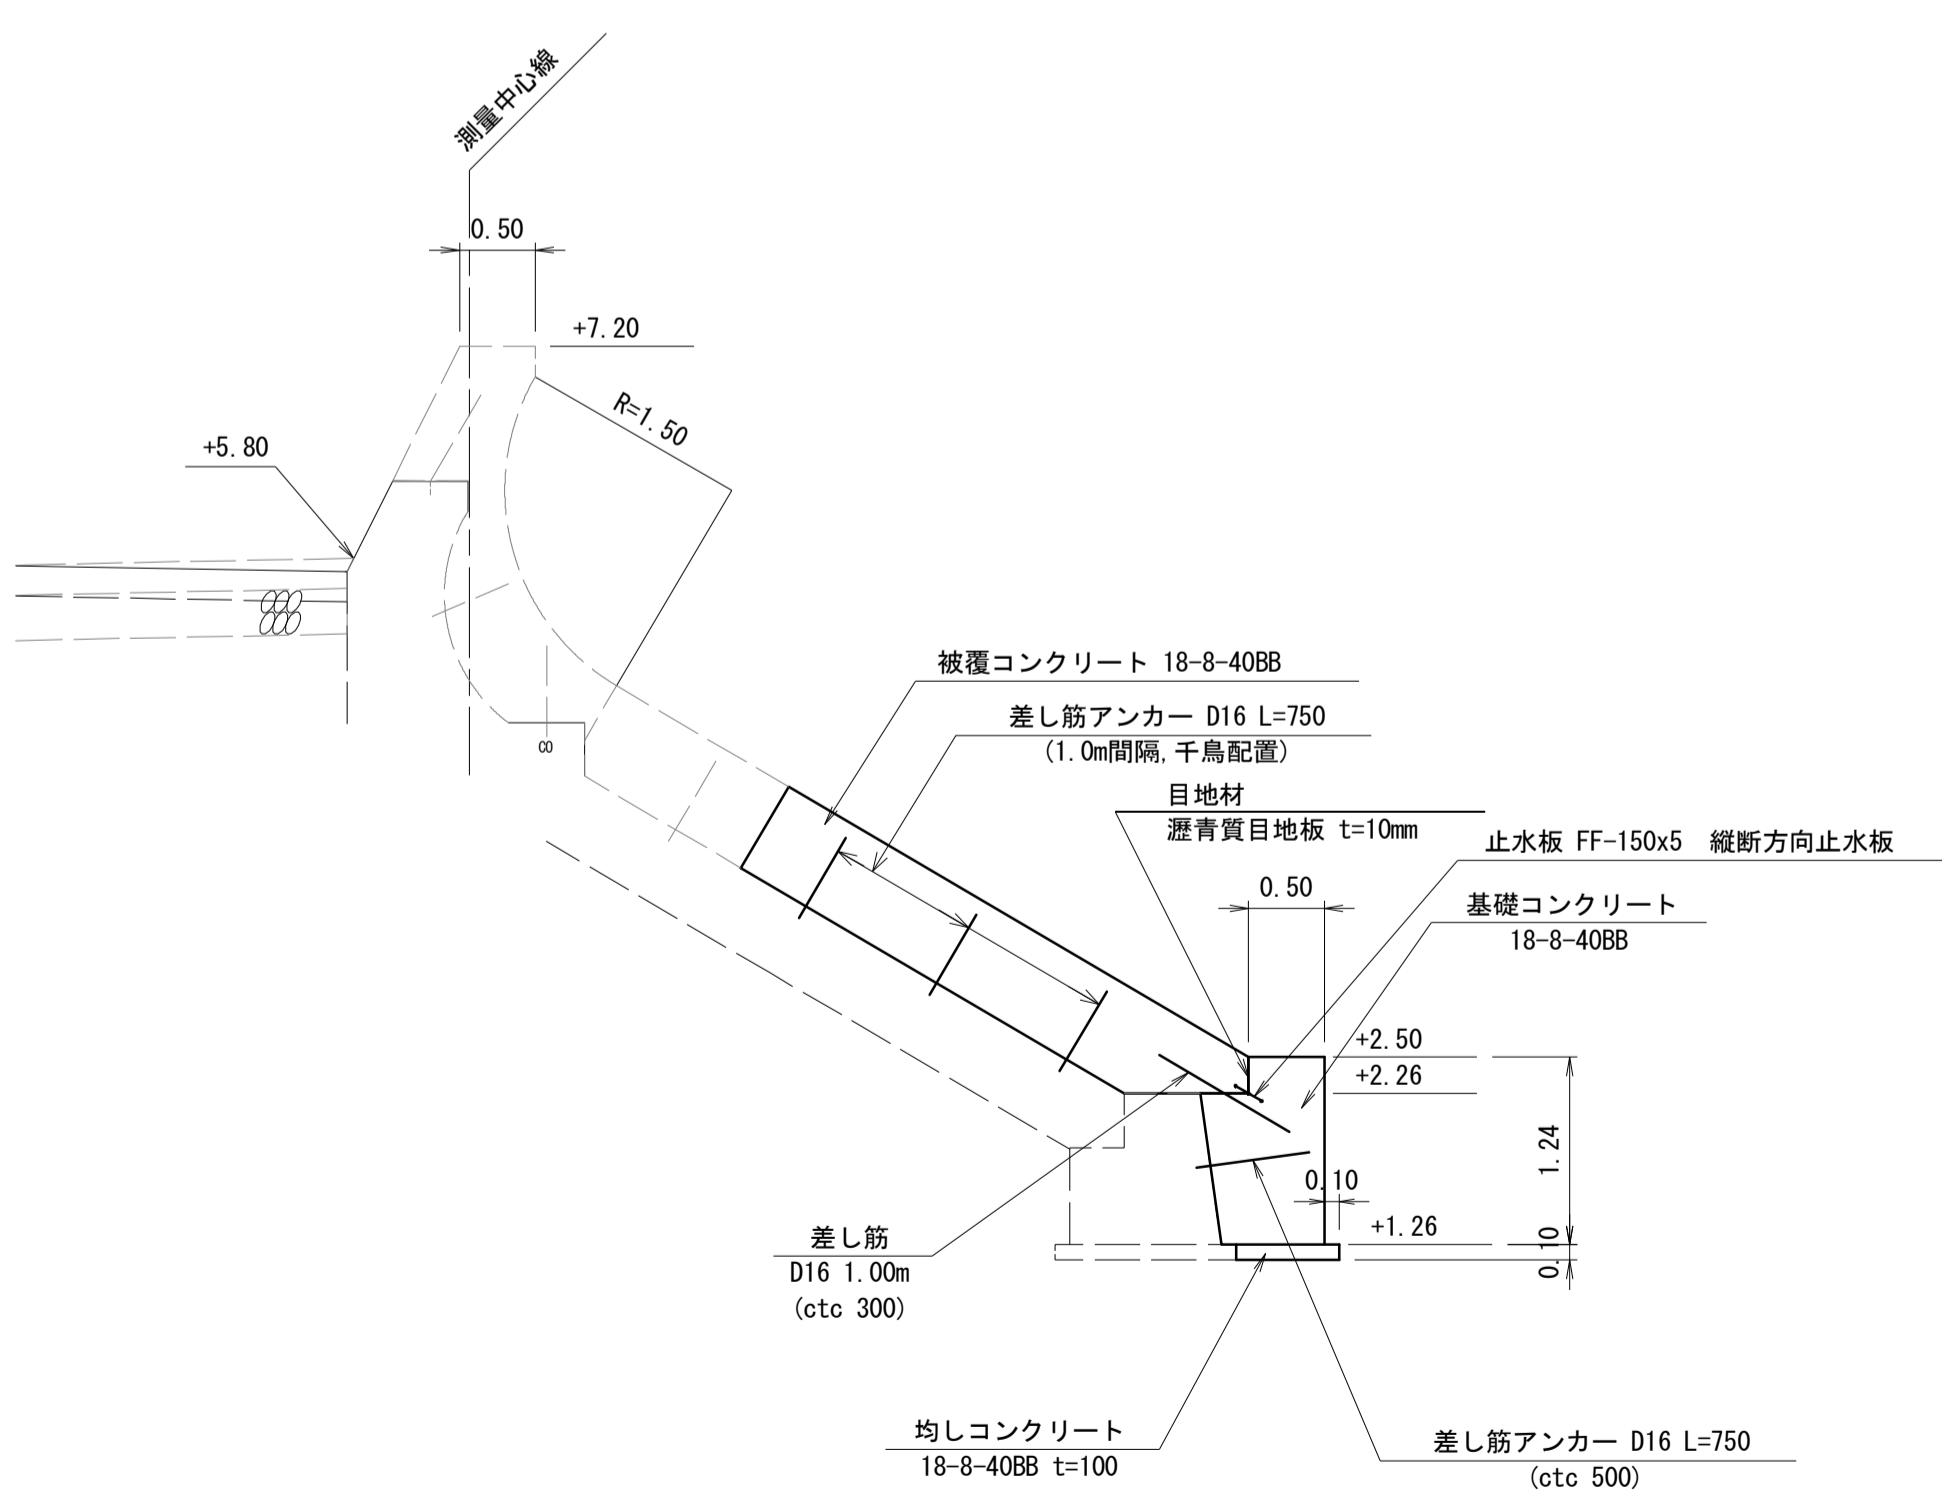 測量中心線
0.50
+7.20
R=1.50
+5.80
CO
被覆コンクリート 18-8-40BB
差し筋アンカー D16 L=750
(1.0m間隔,千鳥配置)
目地材
瀝青質目地板 t=10mm
止水板 FF-150x5 縦断方向止水板
0.50
基礎コンクリート
18-8-40BB
+2.50
+2.26
1.24
0.10
+1.26
0.10
差し筋
D16 1.00m
(ctc 300)
均しコンクリート
18-8-40BB t=100
差し筋アンカー D16 L=750
(ctc 500)